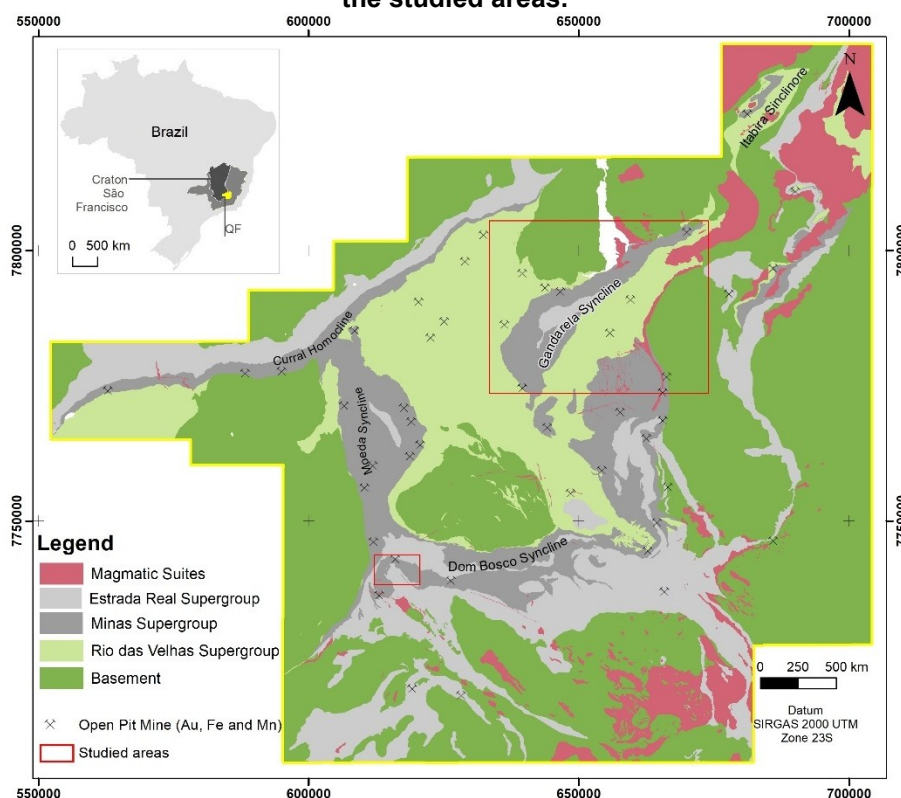 the studied areas.
550000 600000 650000 700000
Brazil
Craton
São
Francisco
QF
0 500 km
N
Itabira Sinclinore
7800000
7800000
Gandarela Syncline
Curral Homocline
Moeda Syncline
7750000
7750000
Dom Bosco Syncline
Legend
Magmatic Suites
Estrada Real Supergroup
Minas Supergroup
Rio das Velhas Supergroup
Basement
Open Pit Mine (Au, Fe and Mn)
Studied areas
0 250 500 km
Datum
SIRGAS 2000 UTM
Zone 23S
550000 600000 650000 700000